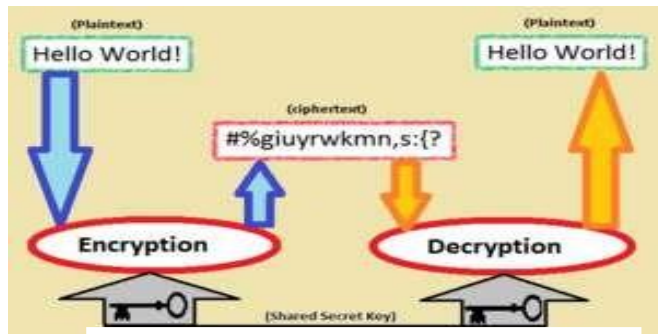 (Plaintext)
Hello World!
(Plaintext)
Hello World!
(ciphertext)
#%giuyrwkmn,s:{?
Encryption
Decryption
(Shared Secret Key)